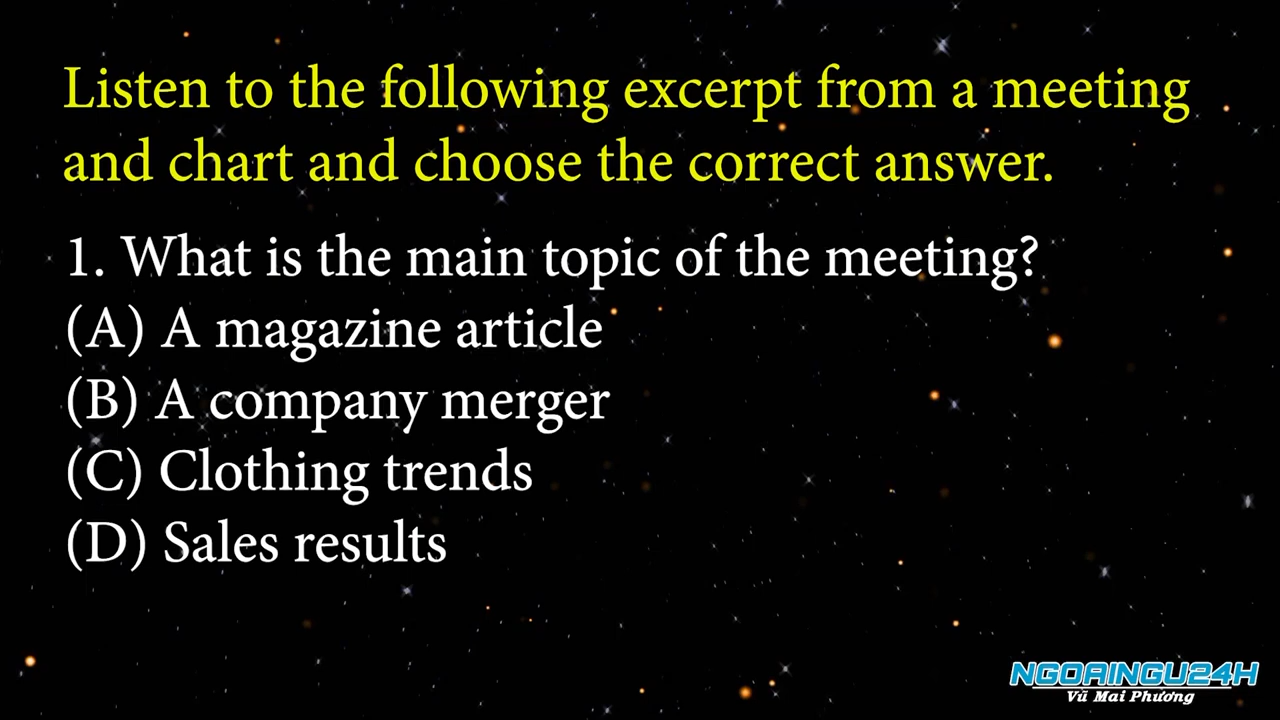 Listen to the following excerpt from a meeting
and chart and choose the correct answer.
1. What is the main topic of the meeting?
(A) A magazine article
(B) A company merger
(C) Clothing trends
(D) Sales results
NGOAINGU24H
Vũ Mai Phương